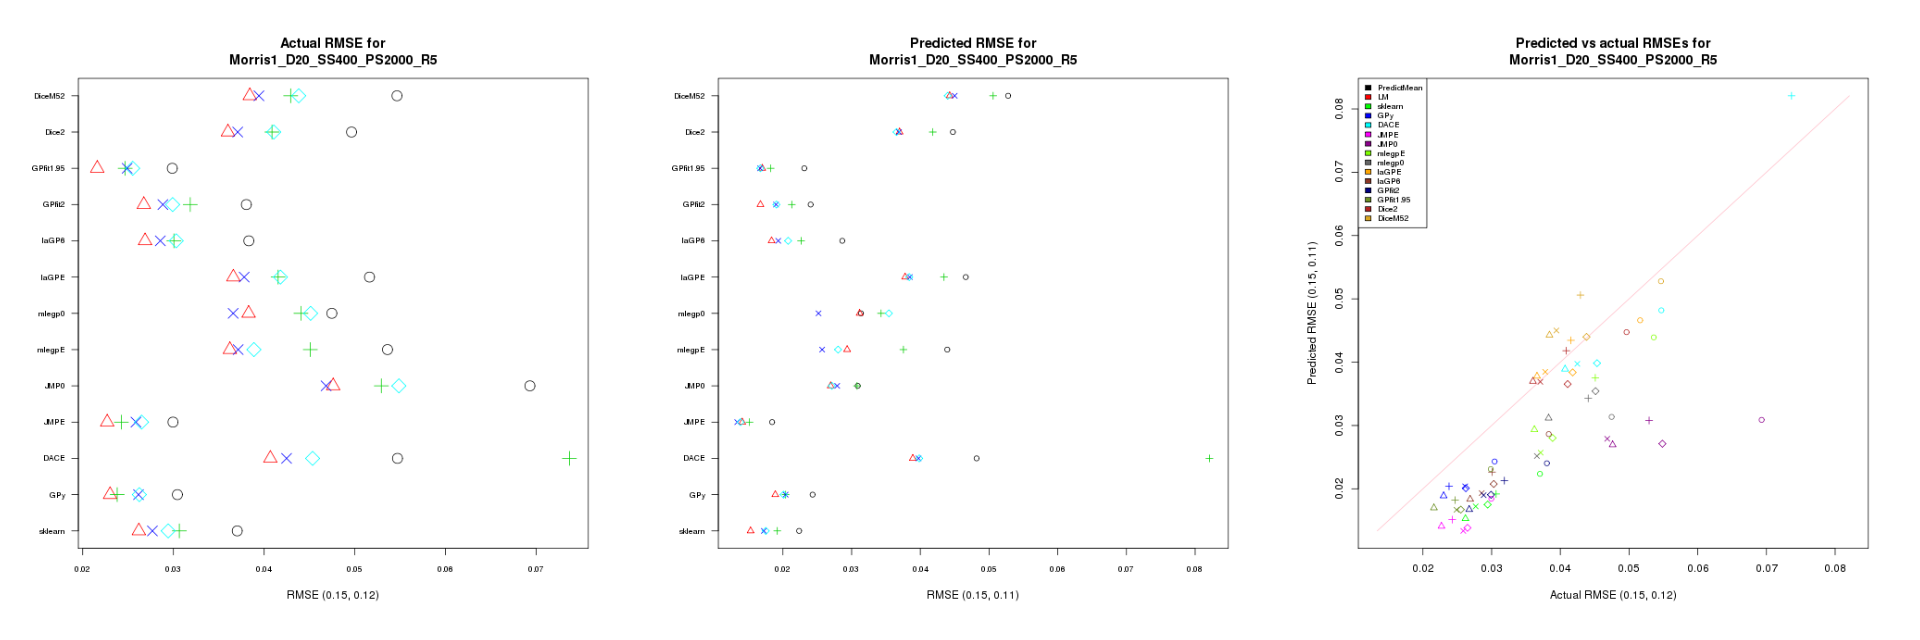 Actual RMSE for
Morris1_D20_SS400_PS2000_R5
DiceM52
Dice2
GPfit1.95
GPfit2
laGP6
laGPE
mlegp0
mlegpE
JMP0
JMPE
DACE
GPy
sklearn
0.02 0.03 0.04 0.05 0.06 0.07
RMSE (0.15, 0.12)
Predicted RMSE for
Morris1_D20_SS400_PS2000_R5
DiceM52
Dice2
GPfit1.95
GPfit2
laGP6
laGPE
mlegp0
mlegpE
JMP0
JMPE
DACE
GPy
sklearn
0.02 0.03 0.04 0.05 0.06 0.07 0.08
RMSE (0.15, 0.11)
Predicted vs actual RMSEs for
Morris1_D20_SS400_PS2000_R5
PredictMean
LM
sklearn
GPy
DACE
JMPE
JMP0
mlegpE
mlegp0
laGPE
laGP6
GPfit2
GPfit1.95
Dice2
DiceM52
Predicted RMSE (0.15, 0.11)
0.02 0.03 0.04 0.05 0.06 0.07 0.08
0.02 0.03 0.04 0.05 0.06 0.07 0.08
Actual RMSE (0.15, 0.12)